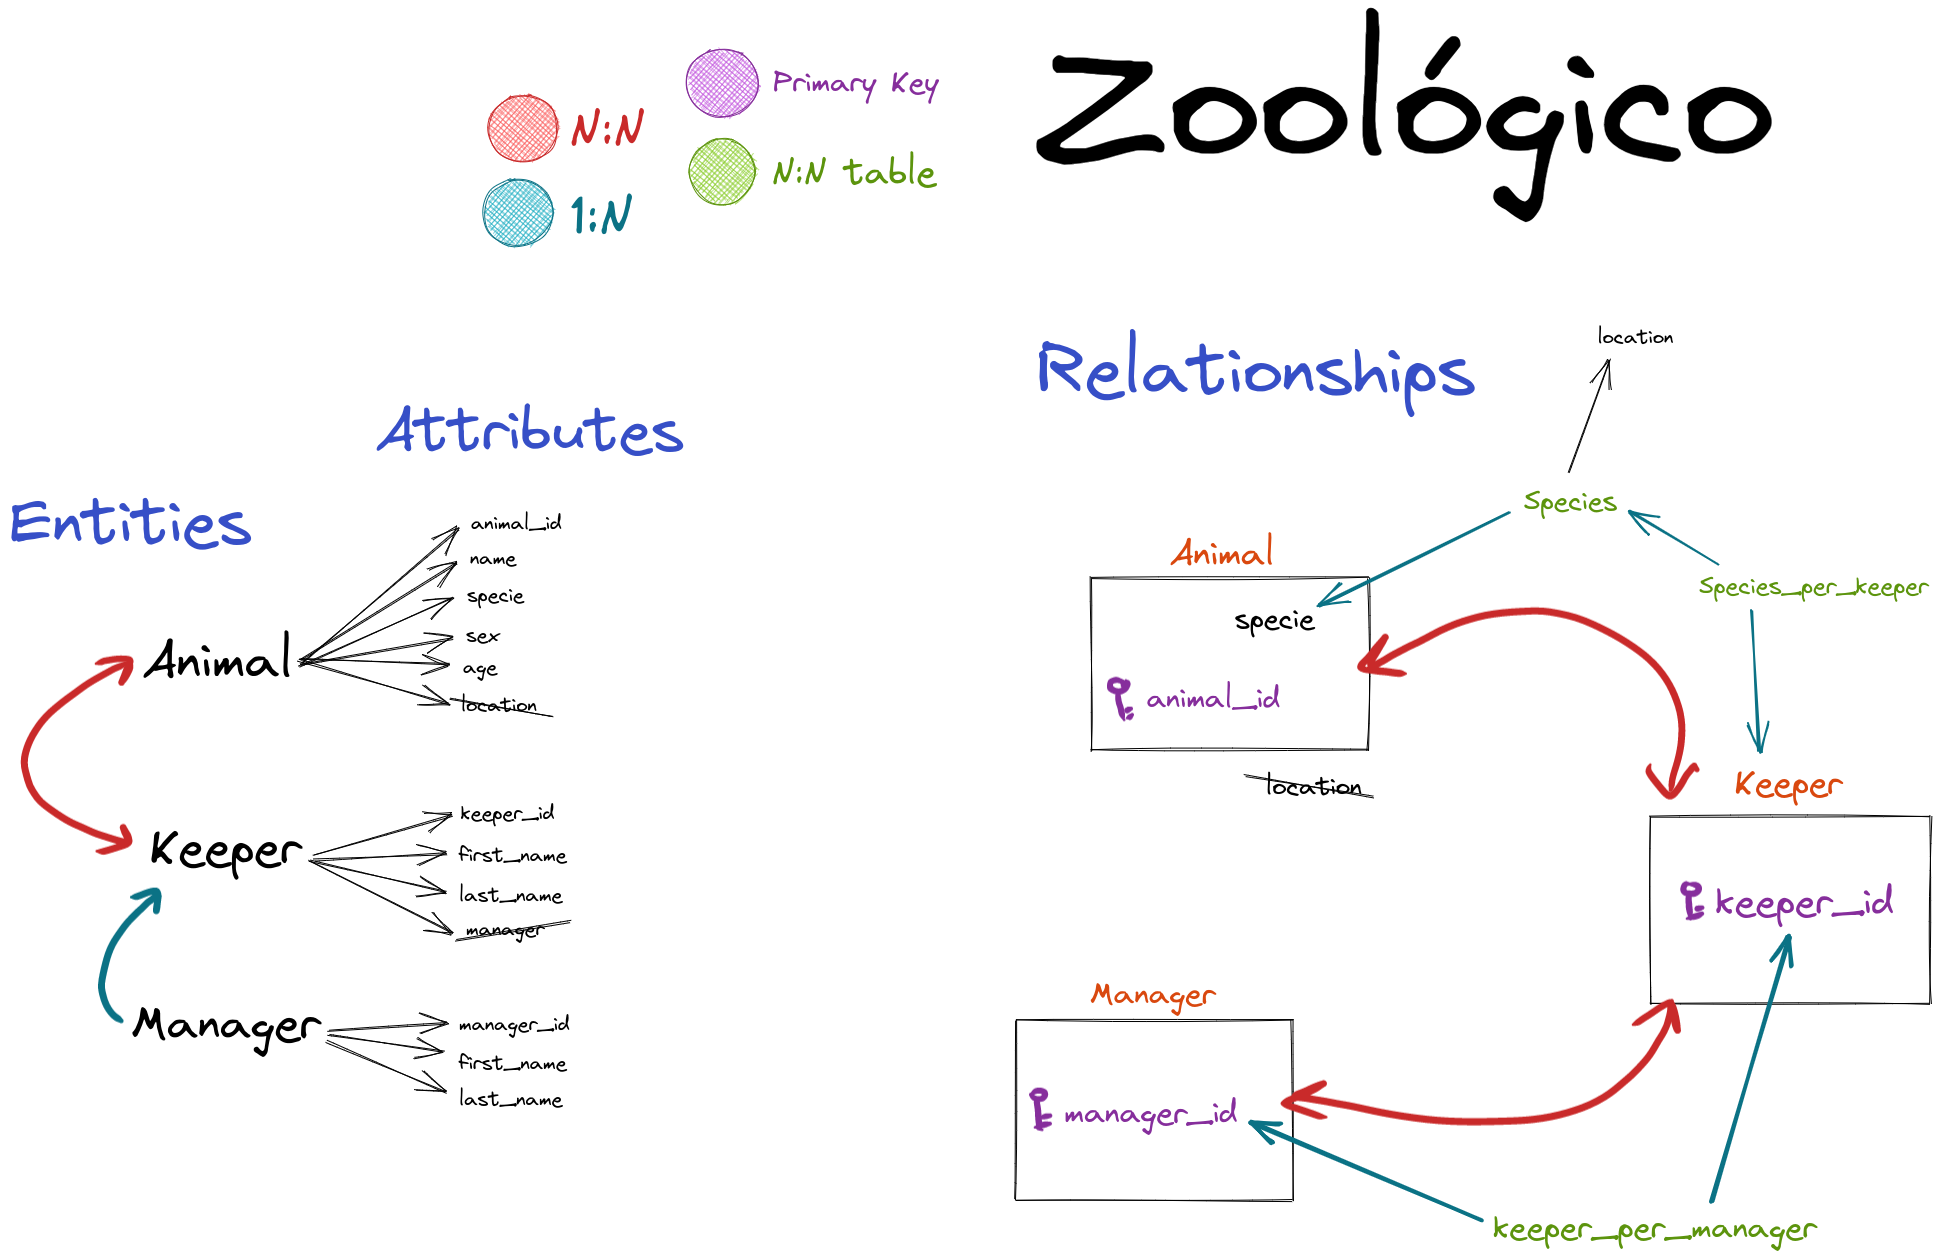 Zoológico
N:N
1:N
Primary Key
N:N table
Entities
Attributes
Animal
animal_id
name
specie
sex
age
location
Keeper
keeper_id
first_name
last_name
manager
Manager
manager_id
first_name
last_name
Relationships
location
Species
Species_per_keeper
Animal
specie
animal_id
location
Keeper
keeper_id
Manager
manager_id
keeper_per_manager